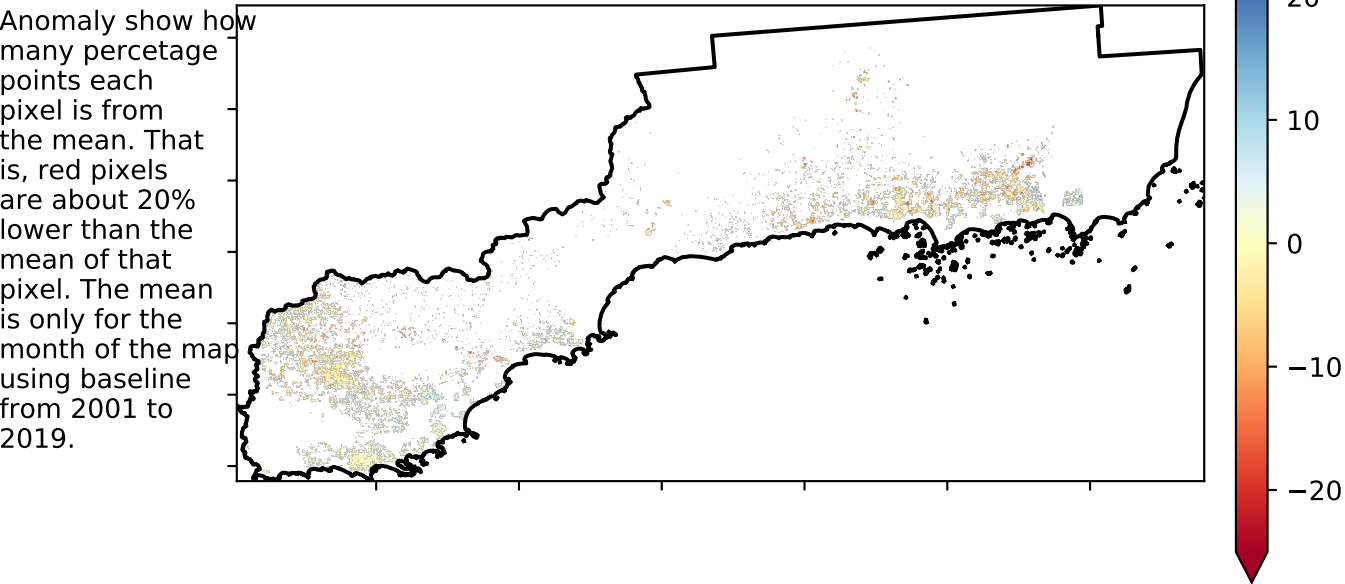 Anomaly show how
many percetage
points each
pixel is from
the mean. That
is, red pixels
are about 20%
lower than the
mean of that
pixel. The mean
is only for the
month of the map
using baseline
from 2001 to
2019.
20
10
0
−10
−20